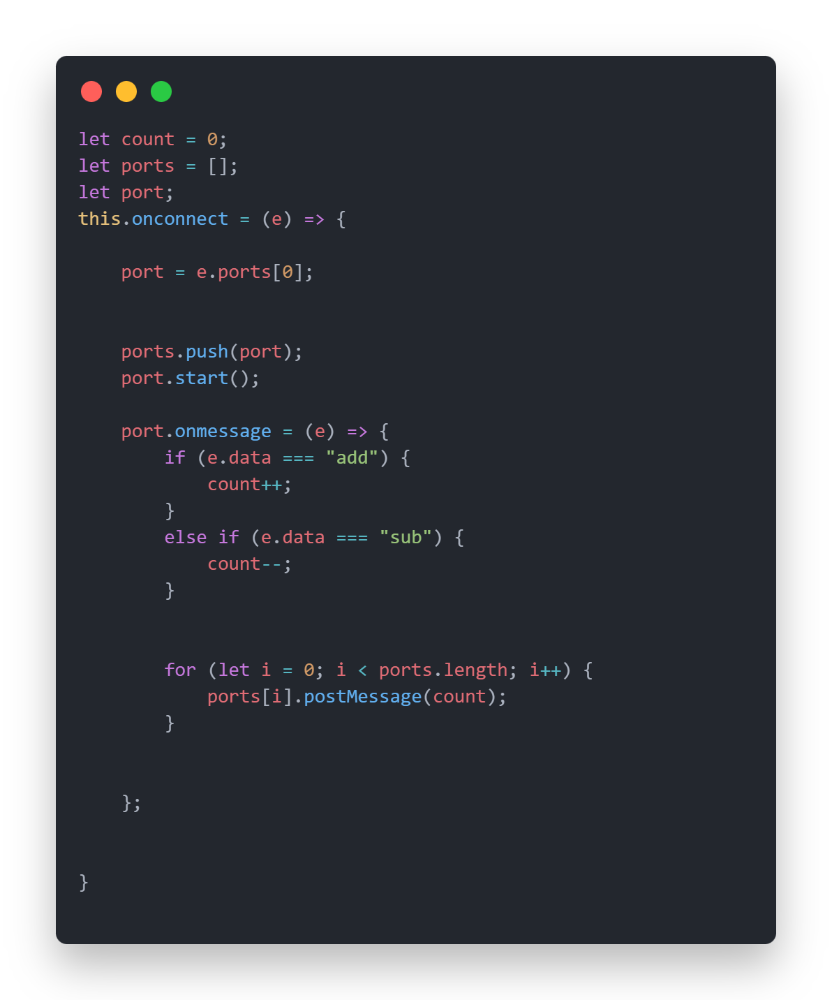 let count = 0;
let ports = [];
let port;
this.onconnect = (e) => {
    port = e.ports[0];
    ports.push(port);
    port.start();
    port.onmessage = (e) => {
        if (e.data === "add") {
            count++;
        }
        else if (e.data === "sub") {
            count--;
        }
        for (let i = 0; i < ports.length; i++) {
            ports[i].postMessage(count);
        }
    };
}